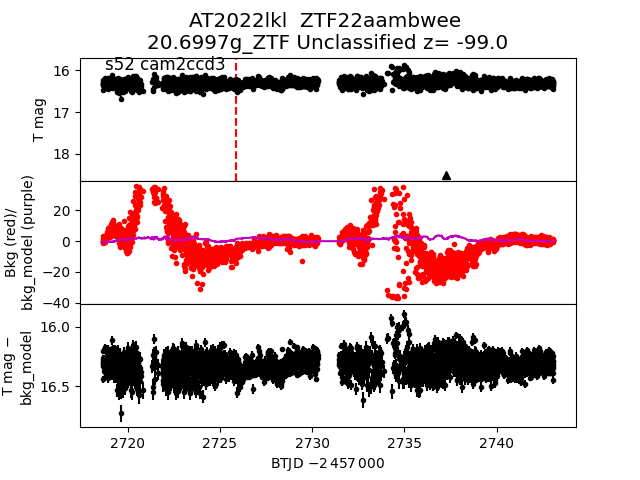 AT2022lkl  ZTF22aambwee
20.6997g_ZTF Unclassified z= -99.0
s52 cam2ccd3
T mag
16
17
18
Bkg (red)/
bkg_model (purple)
20
0
−20
−40
T mag −
bkg_model
16.0
16.5
2720
2725
2730
2735
2740
BTJD −2 457 000